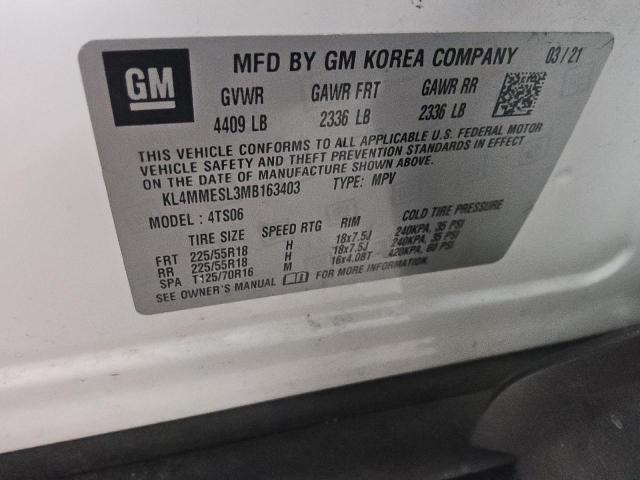 GM
MFD BY GM KOREA COMPANY 03/21
GVWR GAWR FRT GAWR RR
4409 LB 2336 LB 2336 LB
THIS VEHICLE CONFORMS TO ALL APPLICABLE U.S. FEDERAL MOTOR
VEHICLE SAFETY AND THEFT PREVENTION STANDARDS IN EFFECT
ON THE DATE OF MANUFACTURE SHOWN ABOVE.
KL4MMESL3MB163403 TYPE: MPV
MODEL : 4TS06
TIRE SIZE SPEED RTG RIM COLD TIRE PRESSURE
FRT 225/55R18 H 18x7.5J 240KPA, 35 PSI
RR 225/55R18 H 18x7.5J 240KPA, 35 PSI
SPA T125/70R16 M 16x4.0BT 420KPA, 60 PSI
SEE OWNER'S MANUAL FOR MORE INFORMATION